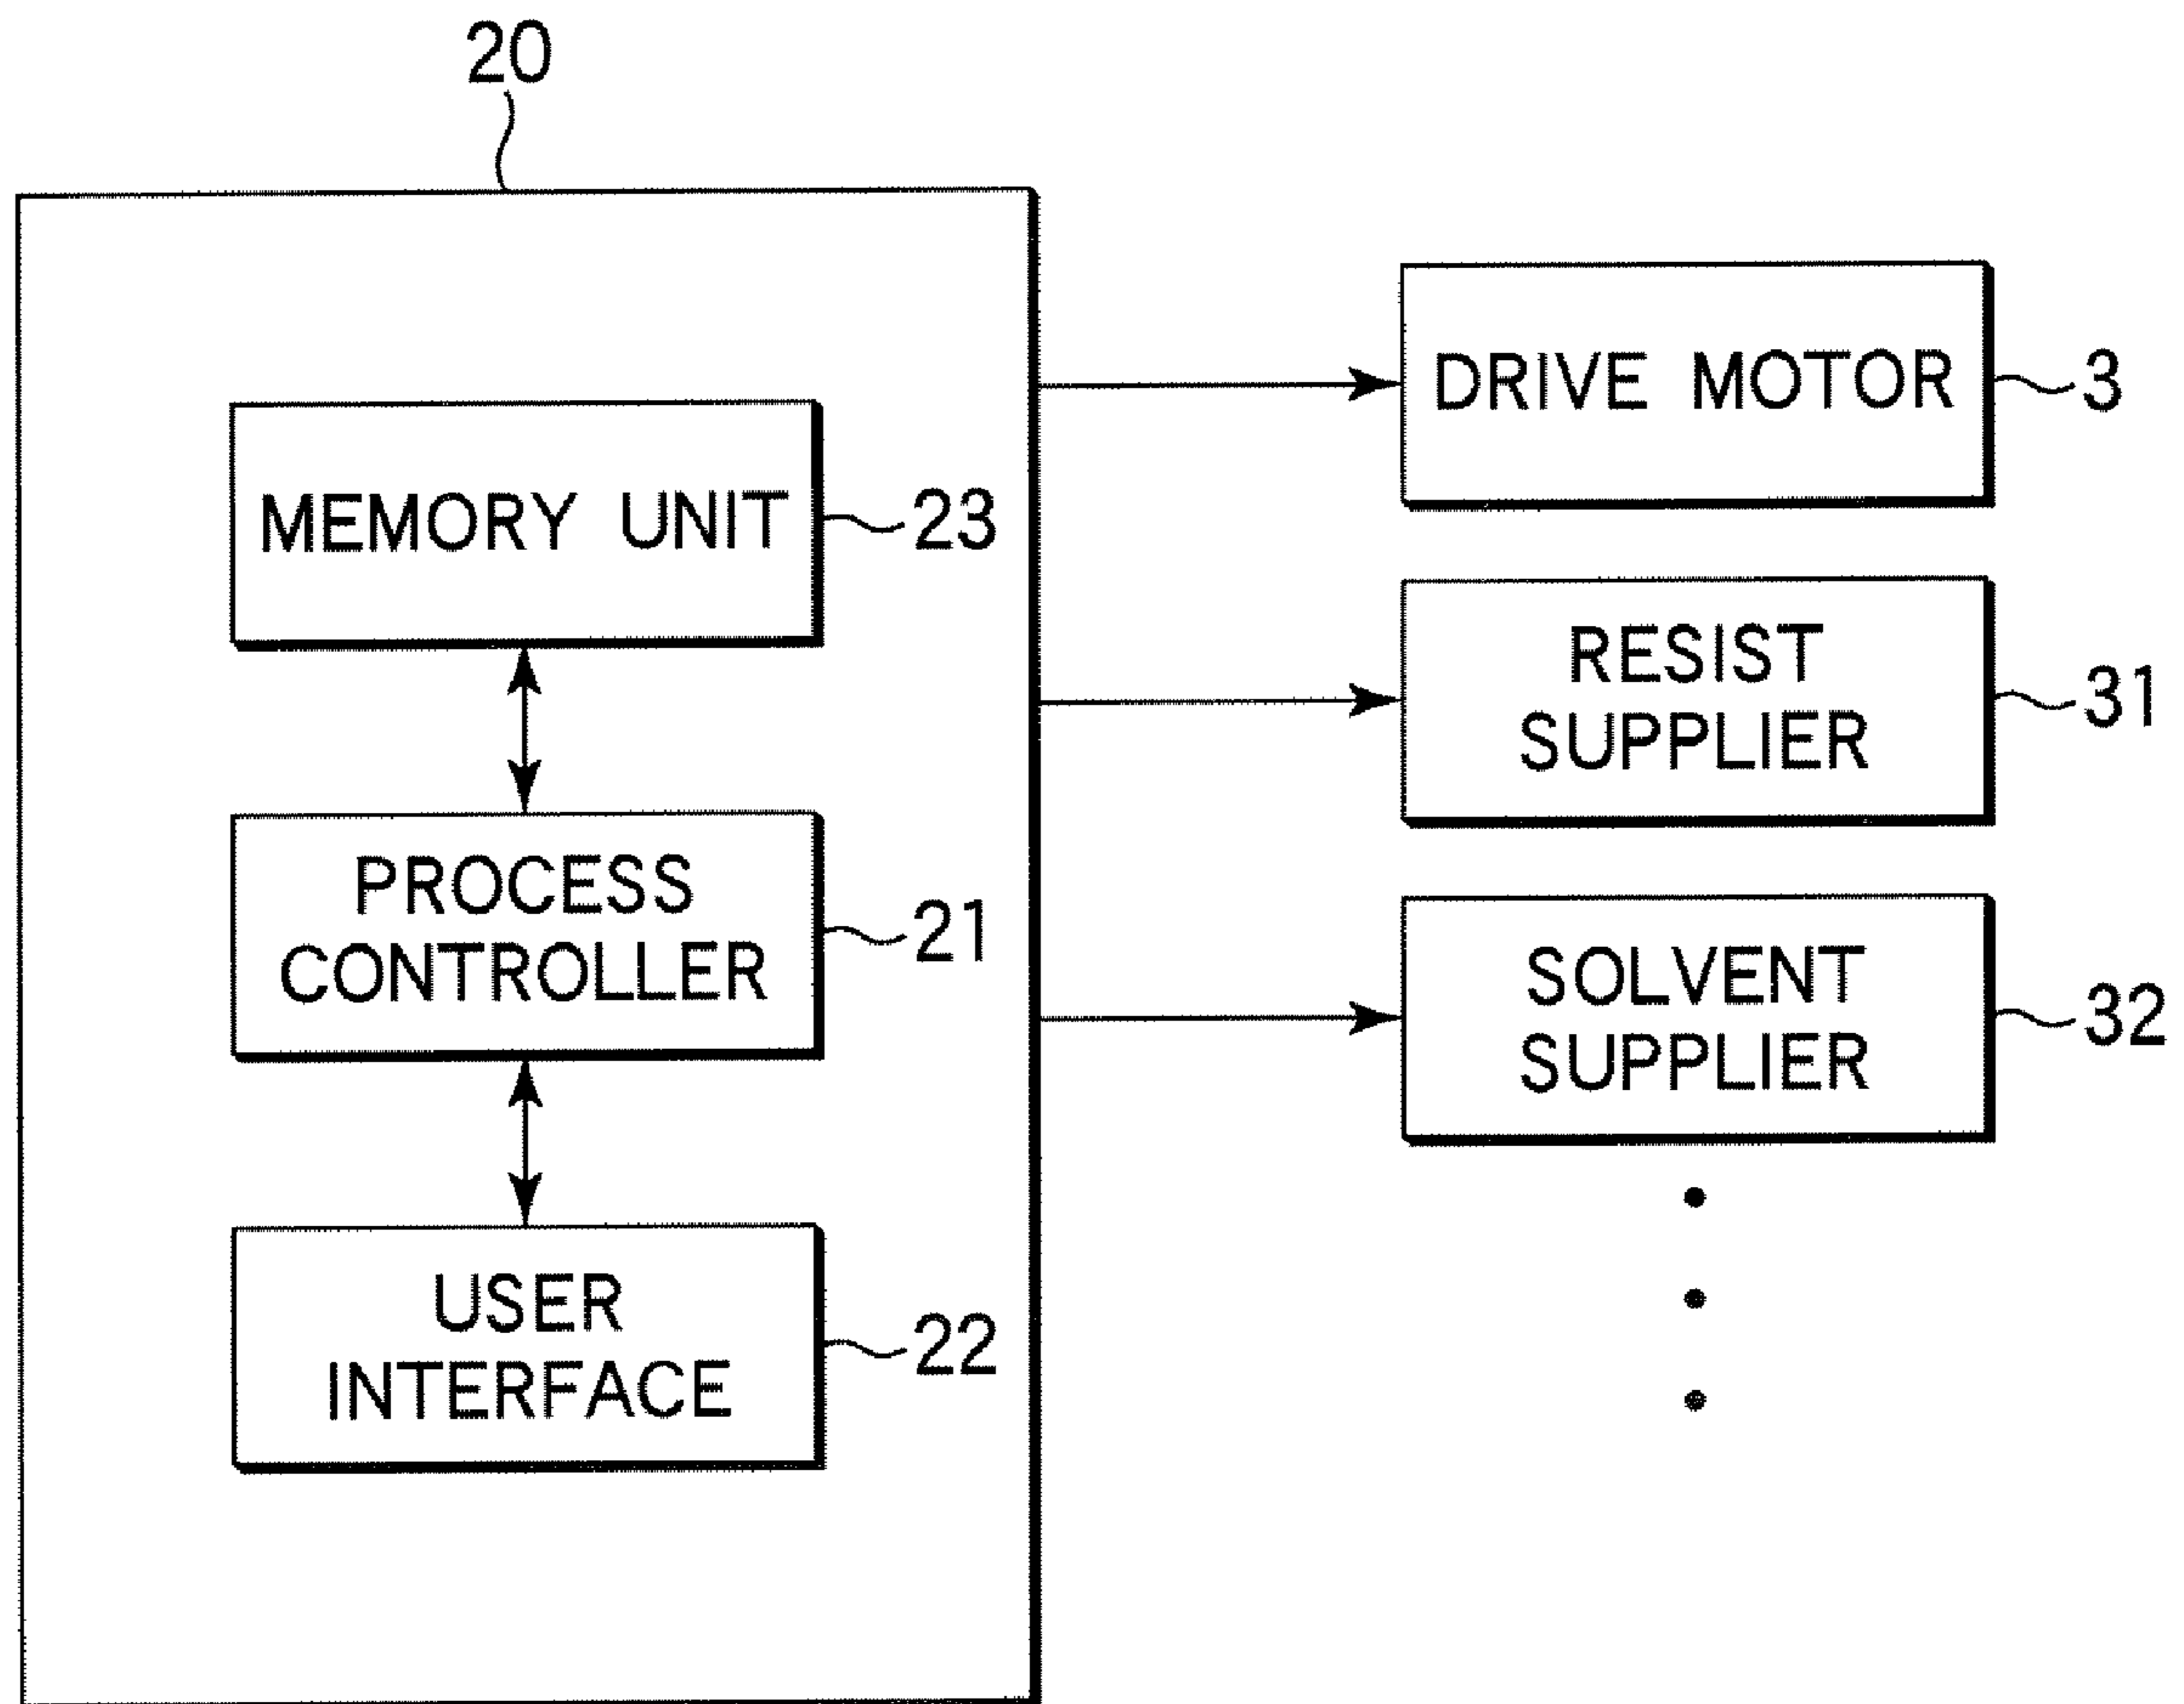 20
MEMORY UNIT
23
PROCESS
CONTROLLER
21
USER
INTERFACE
22
DRIVE MOTOR
3
RESIST
SUPPLIER
31
SOLVENT
SUPPLIER
32